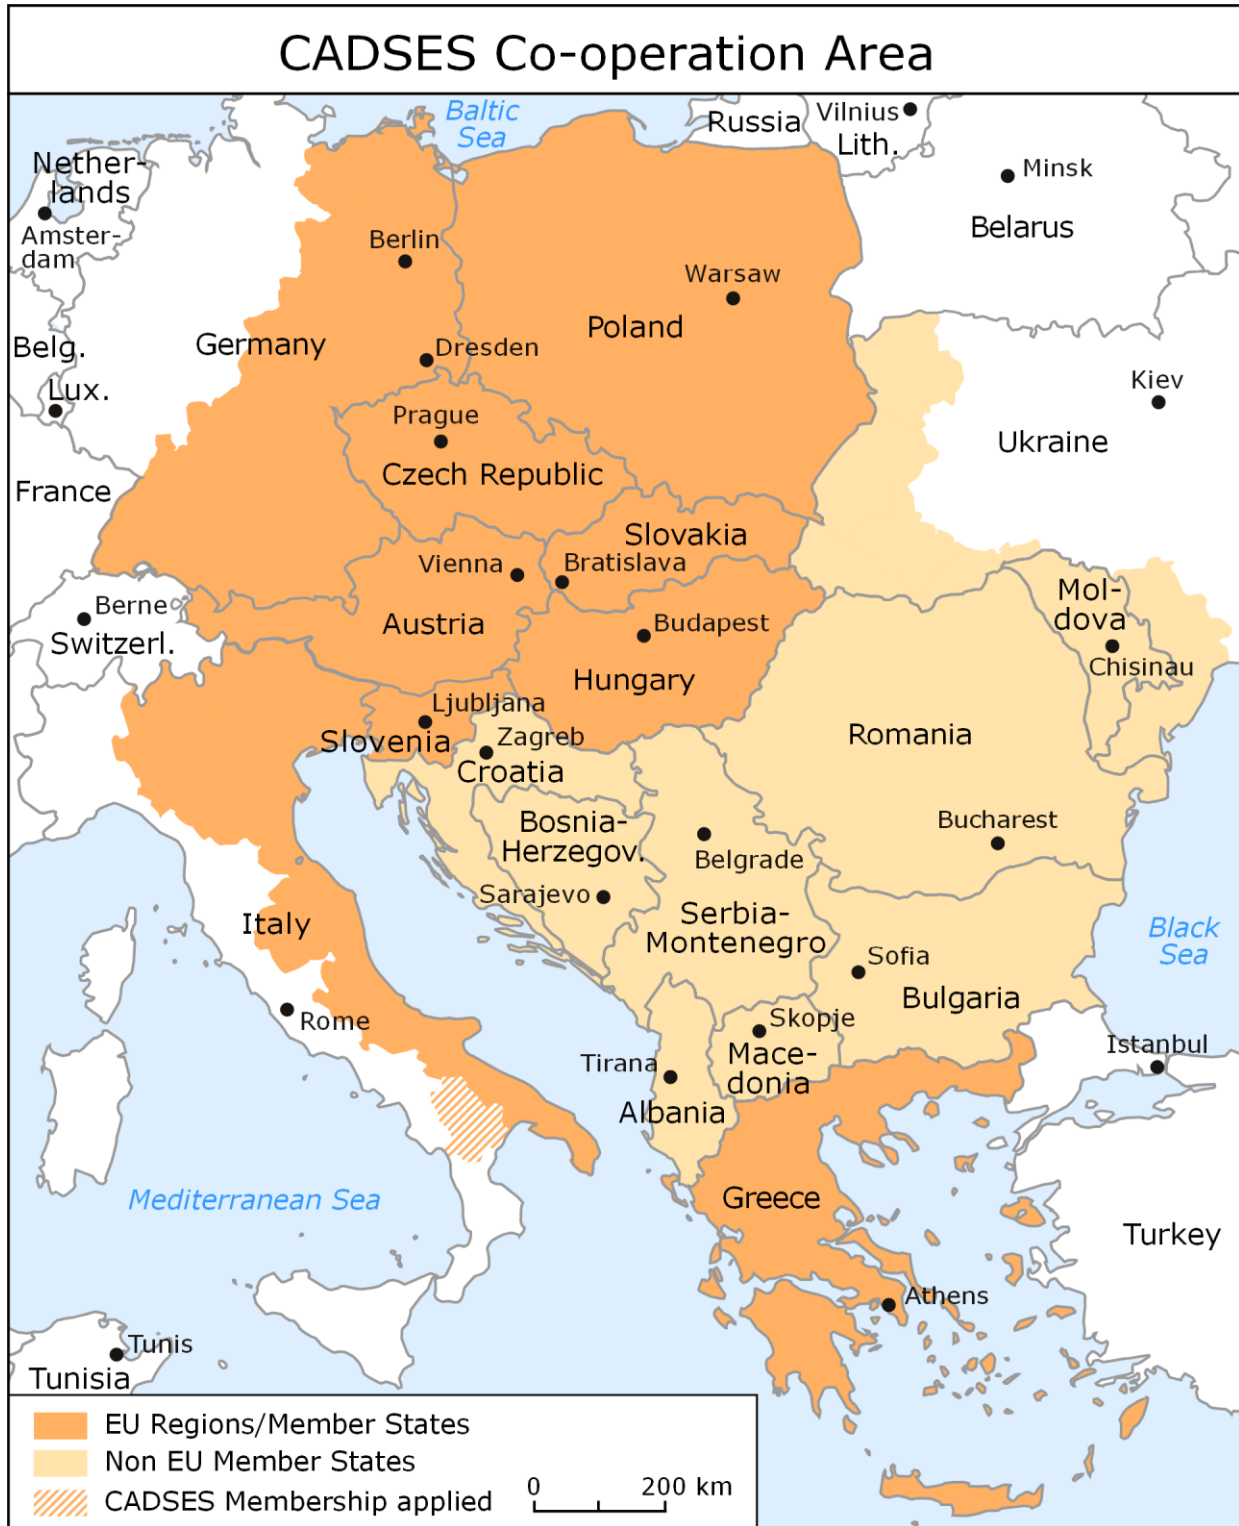 CADSES Co-operation Area
Baltic
Sea
Russia
Vilnius
Lith.
Minsk
Belarus
Nether-
lands
Amster-
dam
Berlin
Warsaw
Poland
Germany
Dresden
Belg.
Lux.
Kiev
Ukraine
Prague
Czech Republic
France
Slovakia
Vienna
Bratislava
Berne
Switzerl.
Austria
Budapest
Hungary
Mol-
dova
Chisinau
Ljubljana
Slovenia
Zagreb
Croatia
Romania
Bosnia-
Herzegov.
Belgrade
Bucharest
Sarajevo
Serbia-
Montenegro
Italy
Black
Sea
Sofia
Bulgaria
Rome
Skopje
Mace-
donia
Istanbul
Tirana
Albania
Mediterranean Sea
Greece
Turkey
Athens
Tunis
Tunisia
EU Regions/Member States
Non EU Member States
CADSES Membership applied
0 200 km